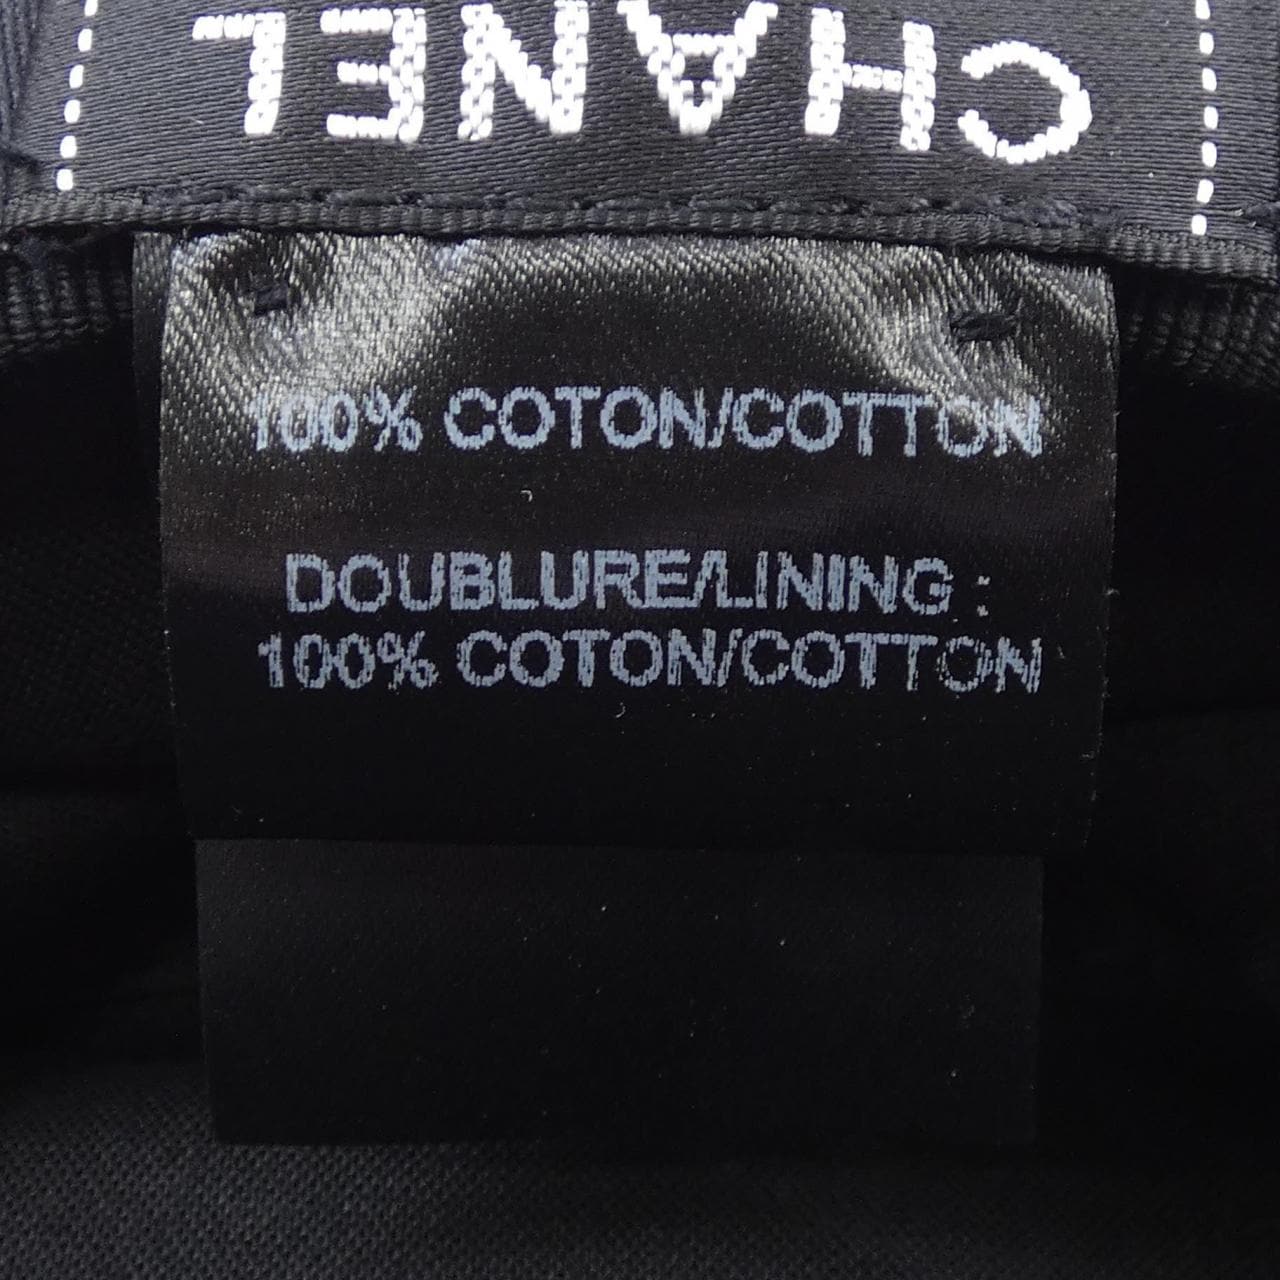 CHANEL
100% COTON/COTTON
DOUBLURE/LINING :
100% COTON/COTTON